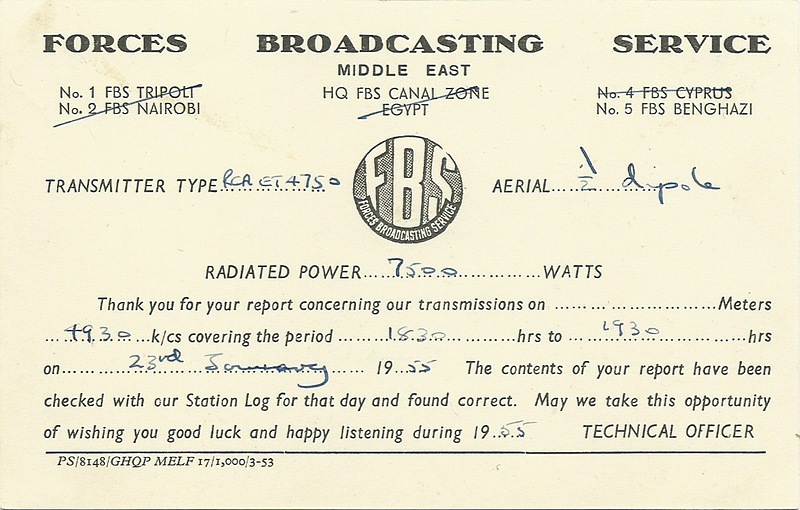 FORCES BROADCASTING SERVICE
MIDDLE EAST
No. 1 FBS TRIPOLI HQ FBS CANAL ZONE No. 4 FBS CYPRUS
No. 2 FBS NAIROBI EGYPT No. 5 FBS BENGHAZI
FBS
FORCES BROADCASTING SERVICE
TRANSMITTER TYPE RCA ET 4750 AERIAL 1/2 dipole
RADIATED POWER 7500 WATTS
Thank you for your report concerning our transmissions on Meters
4930 k/cs covering the period 1830 hrs to 1930 hrs
on 23rd January 1955 The contents of your report have been
checked with our Station Log for that day and found correct. May we take this opportunity
of wishing you good luck and happy listening during 1955 TECHNICAL OFFICER
PS/8148/GHQP MELF 17/1,000/3-53